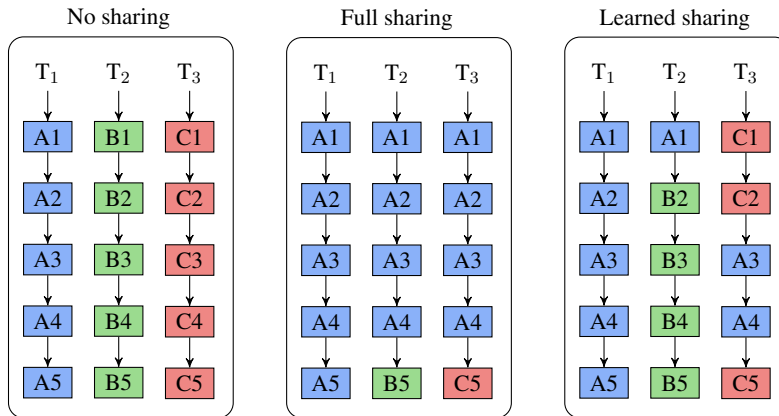 No sharing Full sharing Learned sharing
T1 T2 T3 T1 T2 T3 T1 T2 T3
A1 B1 C1 A1 A1 A1 A1 A1 C1
A2 B2 C2 A2 A2 A2 A2 B2 C2
A3 B3 C3 A3 A3 A3 A3 B3 A3
A4 B4 C4 A4 A4 A4 A4 B4 A4
A5 B5 C5 A5 B5 C5 A5 B5 C5